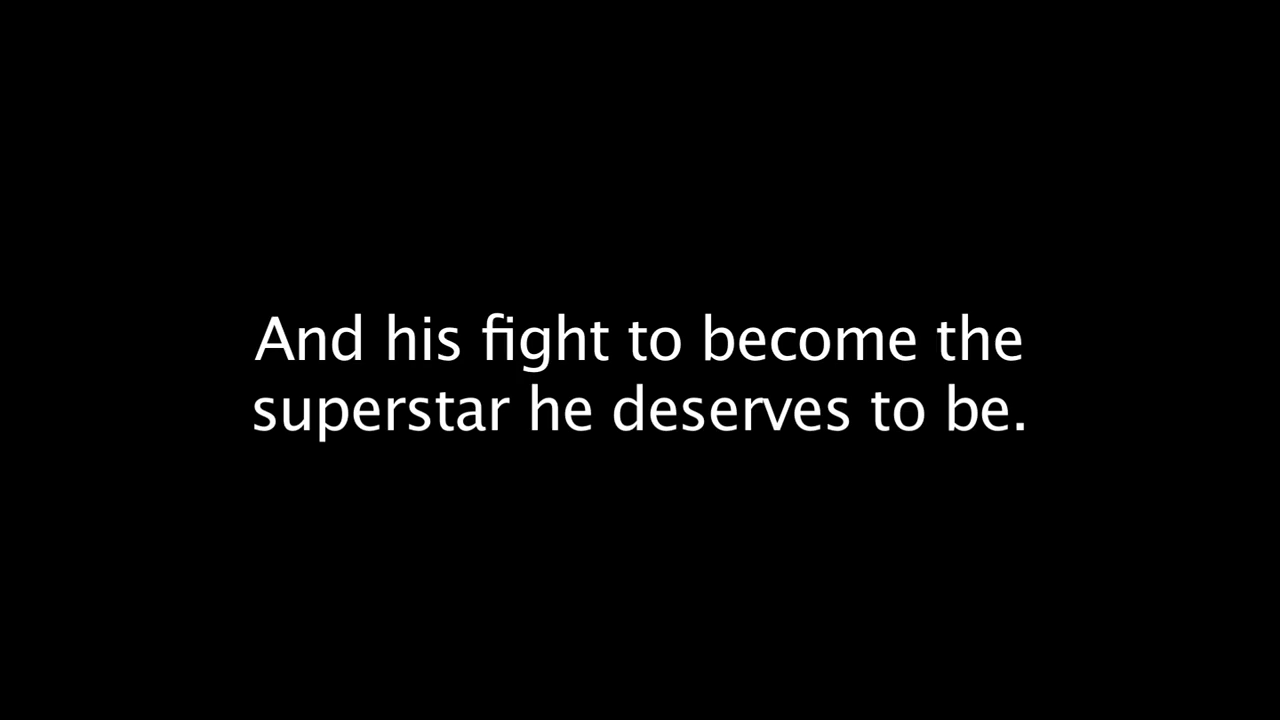 And his fight to become the
superstar he deserves to be.